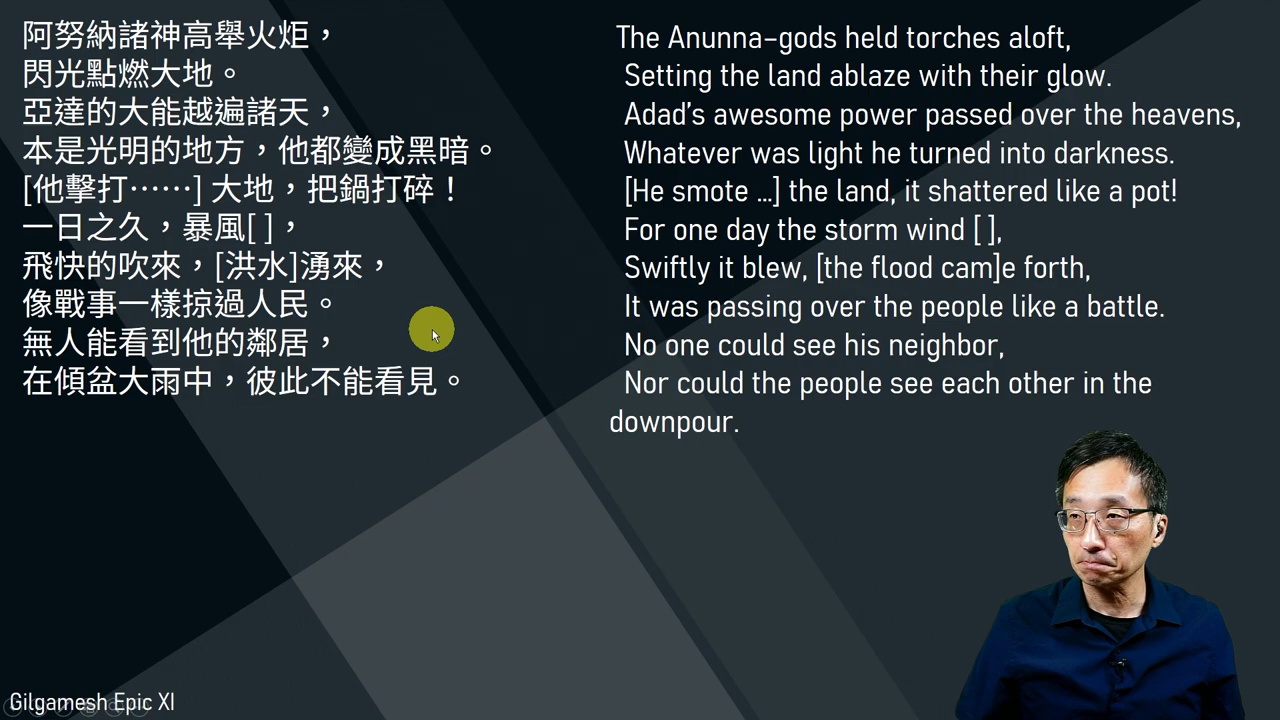 阿努納諸神高舉火炬，
閃光點燃大地。
亞達的大能越遍諸天，
本是光明的地方，他都變成黑暗。
[他擊打⋯⋯] 大地，把鍋打碎！
一日之久，暴風[ ]，
飛快的吹來，[洪水]湧來，
像戰事一樣掠過人民。
無人能看到他的鄰居，
在傾盆大雨中，彼此不能看見。
The Anunna-gods held torches aloft,
Setting the land ablaze with their glow.
Adad's awesome power passed over the heavens,
Whatever was light he turned into darkness.
[He smote ...] the land, it shattered like a pot!
For one day the storm wind [ ],
Swiftly it blew, [the flood cam]e forth,
It was passing over the people like a battle.
No one could see his neighbor,
Nor could the people see each other in the
downpour.
Gilgamesh Epic XI